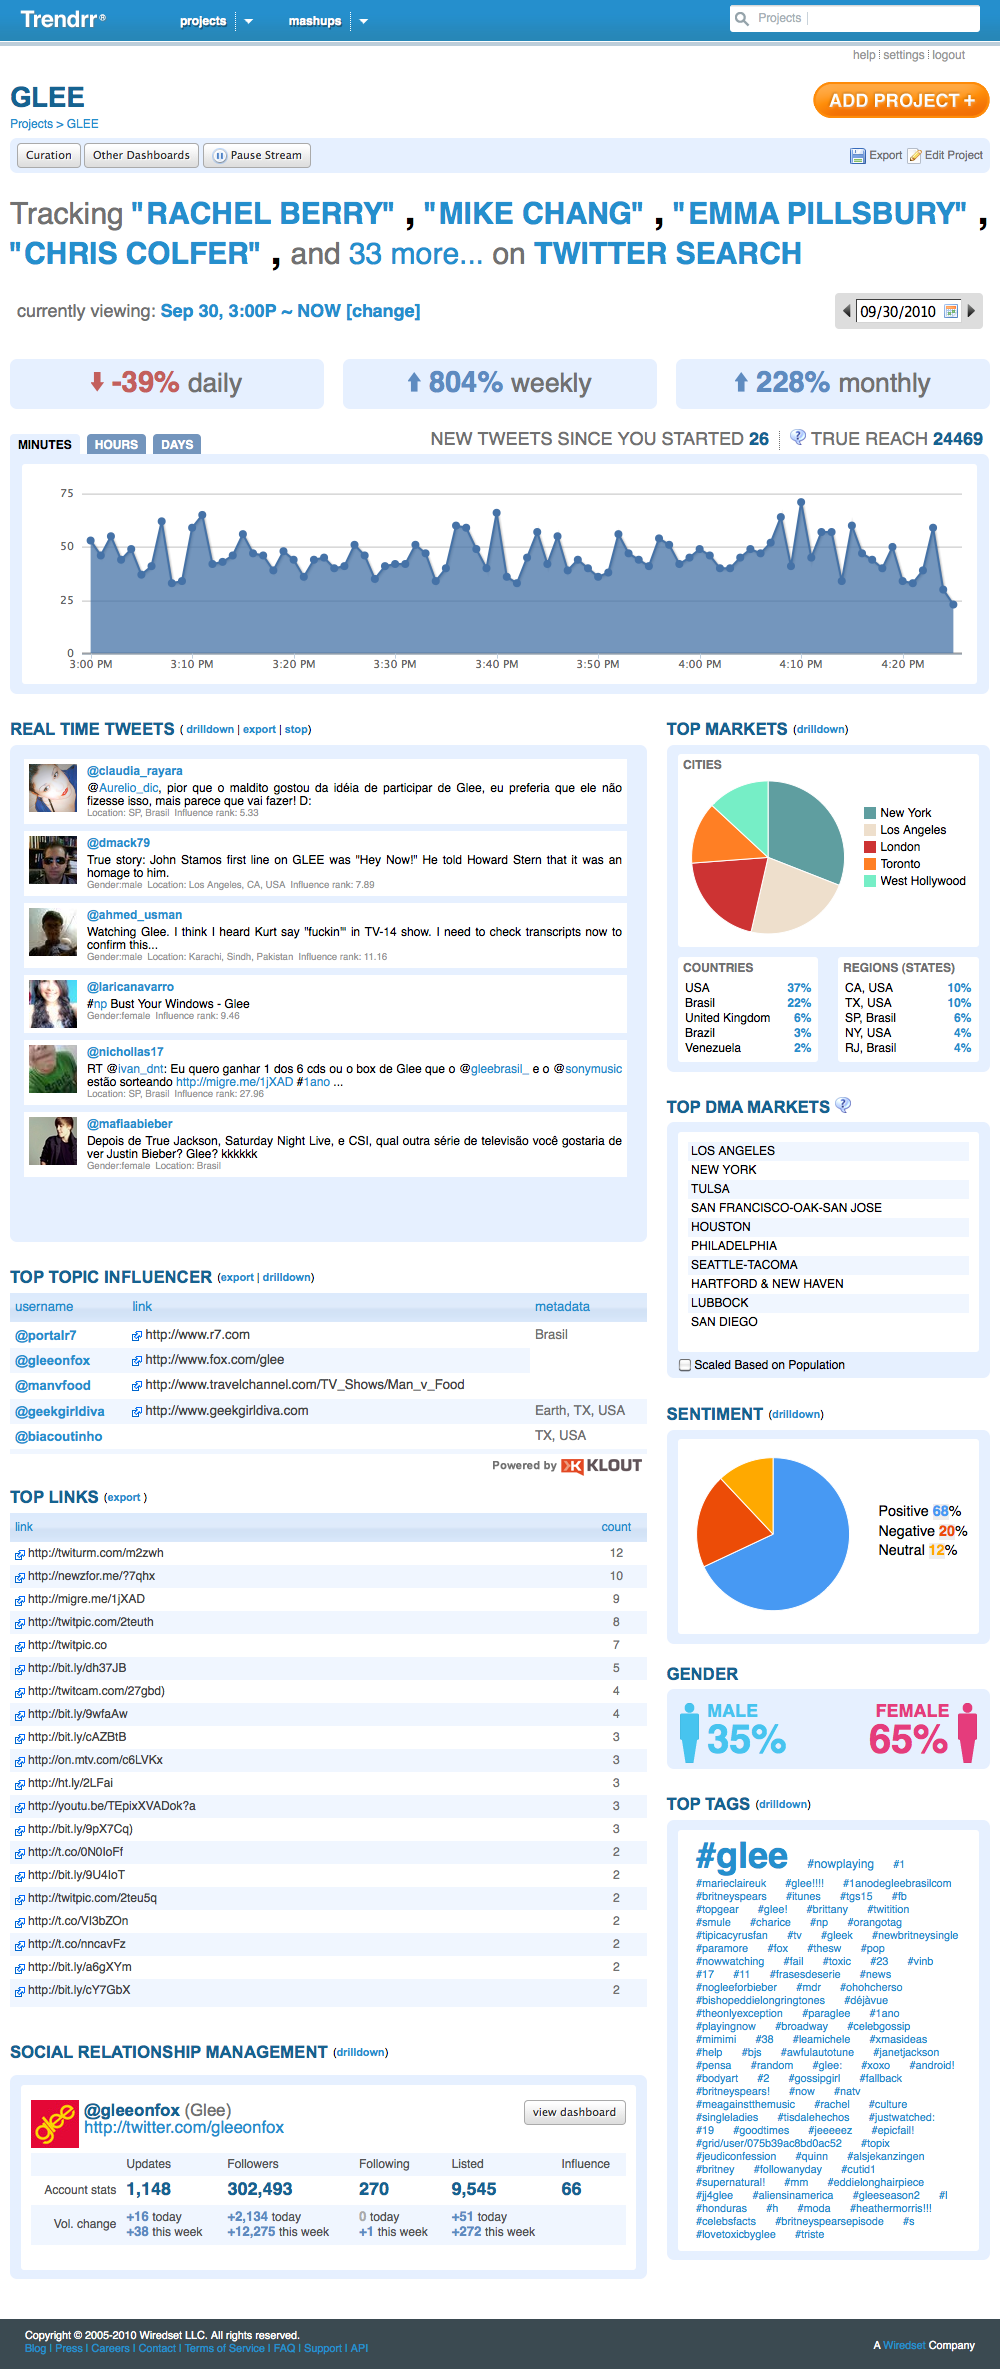 Trendrr®
projects
mashups
Projects
help | settings | logout
GLEE
ADD PROJECT +
Projects > GLEE
Curation
Other Dashboards
Pause Stream
Export
Edit Project
Tracking "RACHEL BERRY" , "MIKE CHANG" , "EMMA PILLSBURY" ,
"CHRIS COLFER" , and 33 more... on TWITTER SEARCH
currently viewing: Sep 30, 3:00P ~ NOW [change]
09/30/2010
-39% daily
804% weekly
228% monthly
MINUTES
HOURS
DAYS
NEW TWEETS SINCE YOU STARTED 26
TRUE REACH 24469
75
50
25
0
3:00 PM
3:10 PM
3:20 PM
3:30 PM
3:40 PM
3:50 PM
4:00 PM
4:10 PM
4:20 PM
REAL TIME TWEETS ( drilldown | export | stop)
@claudia_rayara
@Aurelio_dic, pior que o maldito gostou da idéia de participar de Glee, eu preferia que ele não
fizesse isso, mais parece que vai fazer! D:
Location: SP, Brasil Influence rank: 5.33
@dmack79
True story: John Stamos first line on GLEE was "Hey Now!" He told Howard Stern that it was an
homage to him.
Gender:male Location: Los Angeles, CA, USA Influence rank: 7.89
@ahmed_usman
Watching Glee. I think I heard Kurt say "fuckin'" in TV-14 show. I need to check transcripts now to
confirm this...
Gender:male Location: Karachi, Sindh, Pakistan Influence rank: 11.16
@laricanavarro
#np Bust Your Windows - Glee
Gender:female Influence rank: 9.46
@nichollas17
RT @ivan_dnt: Eu quero ganhar 1 dos 6 cds ou o box de Glee que o @gleebrasil_ e o @sonymusic
estão sorteando http://migre.me/1jXAD #1ano ...
Location: SP, Brasil Influence rank: 27.96
@mafiaabieber
Depois de True Jackson, Saturday Night Live, e CSI, qual outra série de televisão você gostaria de
ver Justin Bieber? Glee? kkkkkk
Gender:female Location: Brasil
TOP TOPIC INFLUENCER (export | drilldown)
username link metadata
@portalr7 http://www.r7.com Brasil
@gleeonfox http://www.fox.com/glee
@manvfood http://www.travelchannel.com/TV_Shows/Man_v_Food
@geekgirldiva http://www.geekgirldiva.com Earth, TX, USA
@biacoutinho TX, USA
Powered by KLOUT
TOP LINKS (export )
link count
http://twiturm.com/m2zwh 12
http://newzfor.me/?7qhx 10
http://migre.me/1jXAD 9
http://twitpic.com/2teuth 8
http://twitpic.co 7
http://bit.ly/dh37JB 5
http://twitcam.com/27gbd) 4
http://bit.ly/9wfaAw 4
http://bit.ly/cAZBtB 3
http://on.mtv.com/c6LVKx 3
http://ht.ly/2LFai 3
http://youtu.be/TEpixXVADok?a 3
http://bit.ly/9pX7Cq) 3
http://t.co/0N0IoFf 2
http://bit.ly/9U4IoT 2
http://twitpic.com/2teu5q 2
http://t.co/VI3bZOn 2
http://t.co/nncavFz 2
http://bit.ly/a6gXYm 2
http://bit.ly/cY7GbX 2
SOCIAL RELATIONSHIP MANAGEMENT (drilldown)
glee
@gleeonfox (Glee)
http://twitter.com/gleeonfox
view dashboard
Updates Followers Following Listed Influence
Account stats 1,148 302,493 270 9,545 66
Vol. change +16 today +2,134 today 0 today +51 today
+38 this week +12,275 this week +1 this week +272 this week
TOP MARKETS (drilldown)
CITIES
New York
Los Angeles
London
Toronto
West Hollywood
COUNTRIES
USA 37%
Brasil 22%
United Kingdom 6%
Brazil 3%
Venezuela 2%
REGIONS (STATES)
CA, USA 10%
TX, USA 10%
SP, Brasil 6%
NY, USA 4%
RJ, Brasil 4%
TOP DMA MARKETS
LOS ANGELES
NEW YORK
TULSA
SAN FRANCISCO-OAK-SAN JOSE
HOUSTON
PHILADELPHIA
SEATTLE-TACOMA
HARTFORD & NEW HAVEN
LUBBOCK
SAN DIEGO
Scaled Based on Population
SENTIMENT (drilldown)
Positive 68%
Negative 20%
Neutral 12%
GENDER
MALE
35%
FEMALE
65%
TOP TAGS (drilldown)
#glee #nowplaying #1
#marieclaireuk #glee!!!! #1anodegleebrasilcom
#britneyspears #itunes #tgs15 #fb
#topgear #glee! #brittany #twitition
#smule #charice #np #orangotag
#tipicacyrusfan #tv #gleek #newbritneysingle
#paramore #fox #thesw #pop
#nowwatching #fail #toxic #23 #vinb
#17 #11 #frasesdeserie #news
#nogleeforbieber #mdr #ohohcherso
#bishopeddielongringtones #déjàvue
#theonlyexception #paraglee #1ano
#playingnow #broadway #celebgossip
#mimimi #38 #leamichele #xmasideas
#help #bjs #awfulautotune #janetjackson
#pensa #random #glee: #xoxo #android!
#bodyart #2 #gossipgirl #fallback
#britneyspears! #now #natv
#meagainstthemusic #rachel #culture
#singleladies #tisdalehechos #justwatched:
#19 #goodtimes #jeeeeez #epicfail!
#grid/user/075b39ac8bd0ac52 #topix
#jeudiconfession #quinn #alsjekanzingen
#britney #followanyday #cutid1
#supernatural! #mm #eddielonghairpiece
#jj4glee #aliensinamerica #gleeseason2 #l
#honduras #h #moda #heathermorris!!!
#celebsfacts #britneyspearsepisode #s
#lovetoxicbyglee #triste
Copyright © 2005-2010 Wiredset LLC. All rights reserved.
Blog | Press | Careers | Contact | Terms of Service | FAQ | Support | API
A Wiredset Company